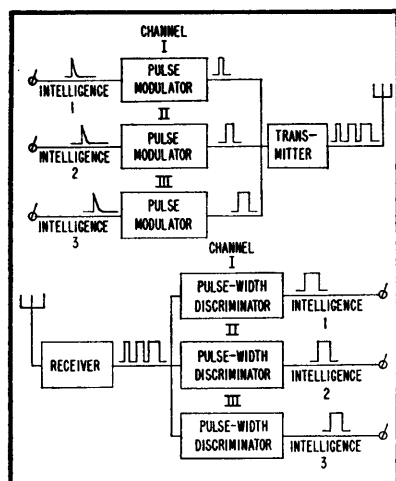 CHANNEL
I
INTELLIGENCE
1
PULSE
MODULATOR
II
INTELLIGENCE
2
PULSE
MODULATOR
TRANS-
MITTER
III
INTELLIGENCE
3
PULSE
MODULATOR
CHANNEL
I
PULSE-WIDTH
DISCRIMINATOR
INTELLIGENCE
1
II
RECEIVER
PULSE-WIDTH
DISCRIMINATOR
INTELLIGENCE
2
III
PULSE-WIDTH
DISCRIMINATOR
INTELLIGENCE
3